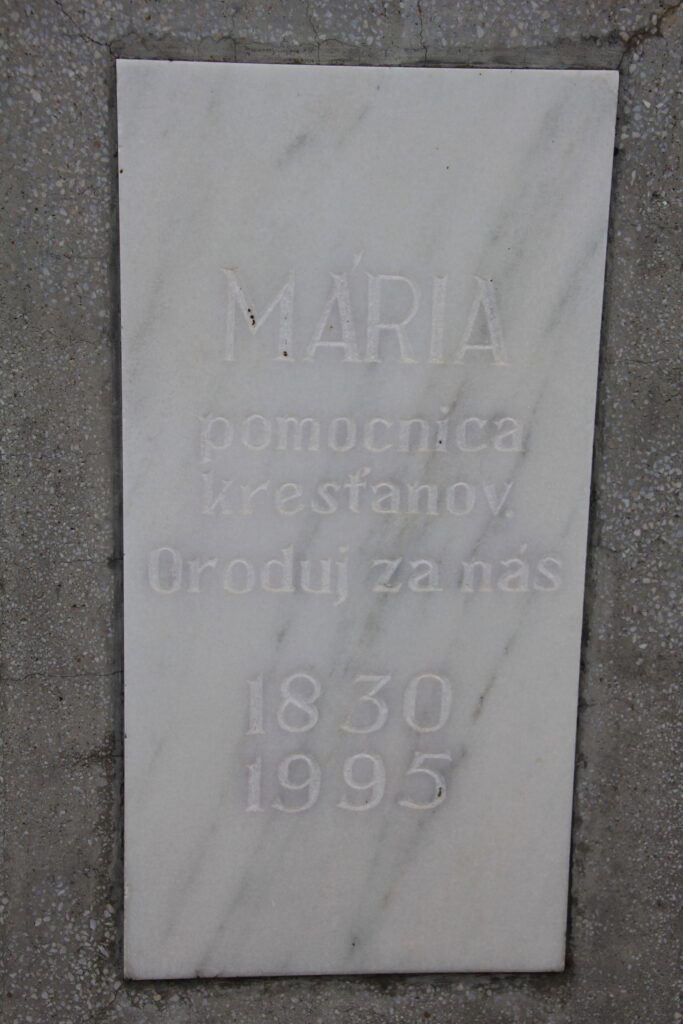 MÁRIA
pomocnica
kresťanov.
Oroduj za nás
1830
1995